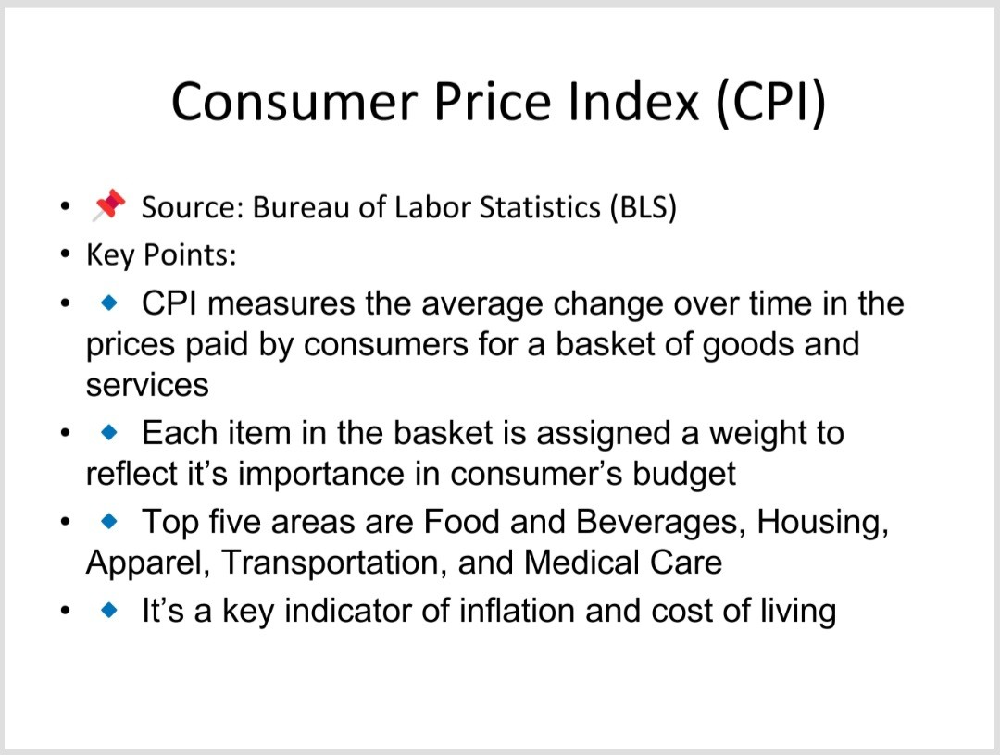 Consumer Price Index (CPI)
• 📌 Source: Bureau of Labor Statistics (BLS)
• Key Points:
• 🔹 CPI measures the average change over time in the
prices paid by consumers for a basket of goods and
services
• 🔹 Each item in the basket is assigned a weight to
reflect it’s importance in consumer’s budget
• 🔹 Top five areas are Food and Beverages, Housing,
Apparel, Transportation, and Medical Care
• 🔹 It’s a key indicator of inflation and cost of living